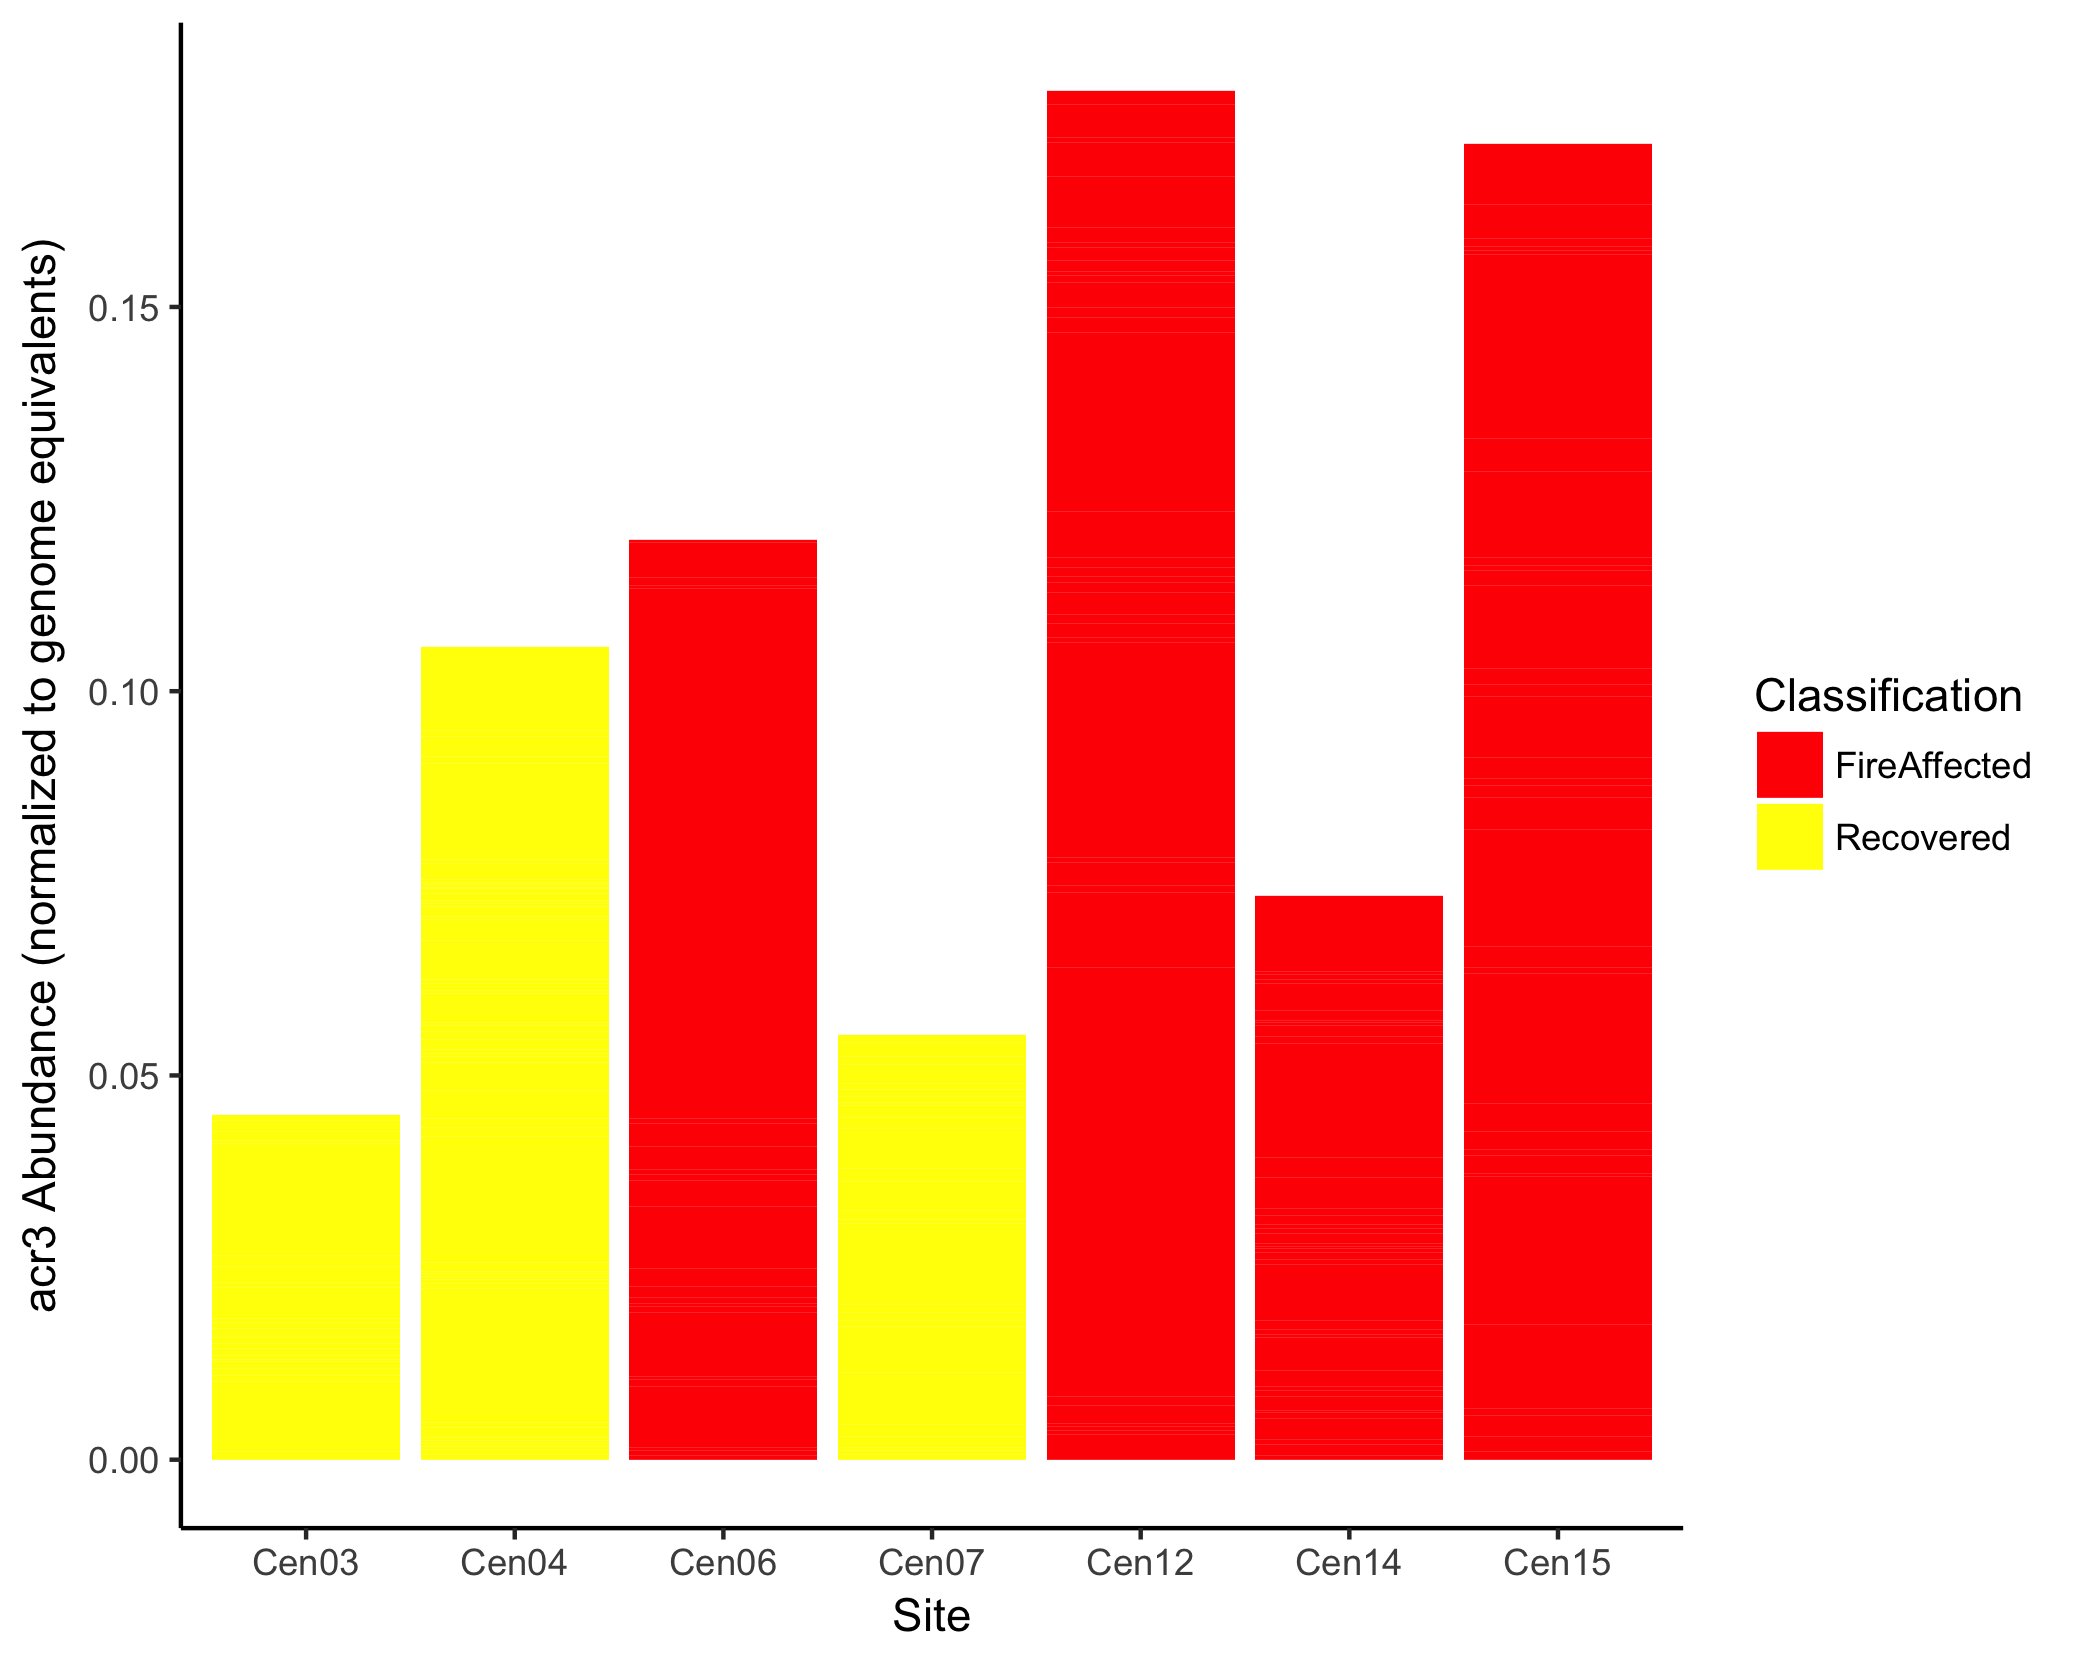 acr3 Abundance (normalized to genome equivalents)
0.15
0.10
0.05
0.00
Cen03 Cen04 Cen06 Cen07 Cen12 Cen14 Cen15
Site
Classification
FireAffected
Recovered